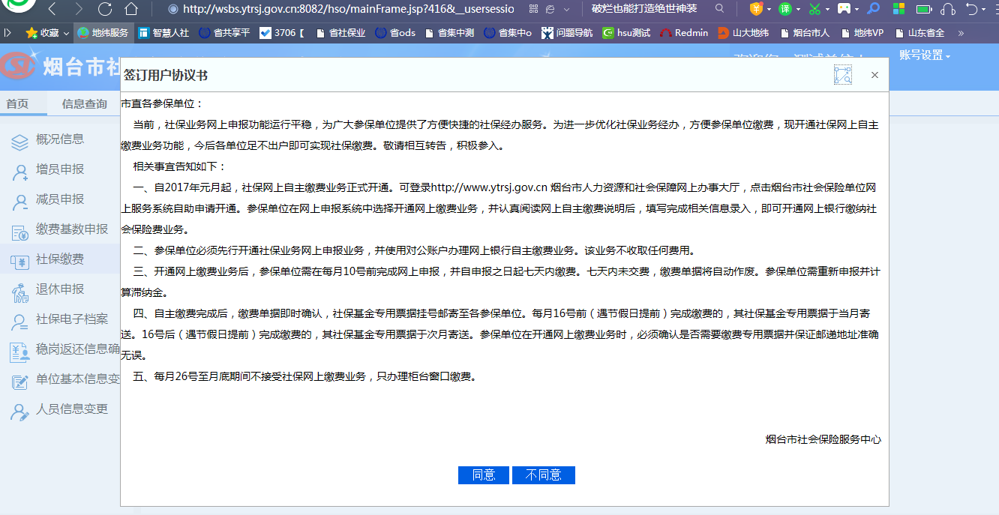 http://wsbs.ytrsj.gov.cn:8082/hso/mainFrame.jsp?416&__usersessio
破烂也能打造绝世神装
收藏 地纬服务 智慧人社 省共享平 3706【 省社保业 省ods 省集中测 省集中o 问题导航 hsu测试 Redmin 山大地纬 烟台市人 地纬VP 山东省全 »
烟台市社
账号设置
首页 信息查询
概况信息
增员申报
减员申报
缴费基数申报
社保缴费
退休申报
社保电子档案
稳岗返还信息确
单位基本信息变
人员信息变更
签订用户协议书
市直各参保单位：
当前，社保业务网上申报功能运行平稳，为广大参保单位提供了方便快捷的社保经办服务。为进一步优化社保业务经办，方便参保单位缴费，现开通社保网上自主
缴费业务功能，今后各单位足不出户即可实现社保缴费。敬请相互转告，积极参入。
相关事宜告知如下：
一、自2017年元月起，社保网上自主缴费业务正式开通。可登录http://www.ytrsj.gov.cn 烟台市人力资源和社会保障网上办事大厅，点击烟台市社会保险单位网
上服务系统自助申请开通。参保单位在网上申报系统中选择开通网上缴费业务，并认真阅读网上自主缴费说明后，填写完成相关信息录入，即可开通网上银行缴纳社
会保险费业务。
二、参保单位必须先行开通社保业务网上申报业务，并使用对公账户办理网上银行自主缴费业务。该业务不收取任何费用。
三、开通网上缴费业务后，参保单位需在每月10号前完成网上申报，并自申报之日起七天内缴费。七天内未交费，缴费单据将自动作废。参保单位需重新申报并计
算滞纳金。
四、自主缴费完成后，缴费单据即时确认，社保基金专用票据挂号邮寄至各参保单位。每月16号前（遇节假日提前）完成缴费的，其社保基金专用票据于当月寄
送。16号后（遇节假日提前）完成缴费的，其社保基金专用票据于次月寄送。参保单位在开通网上缴费业务时，必须确认是否需要缴费专用票据并保证邮递地址准确
无误。
五、每月26号至月底期间不接受社保网上缴费业务，只办理柜台窗口缴费。
烟台市社会保险服务中心
同意 不同意